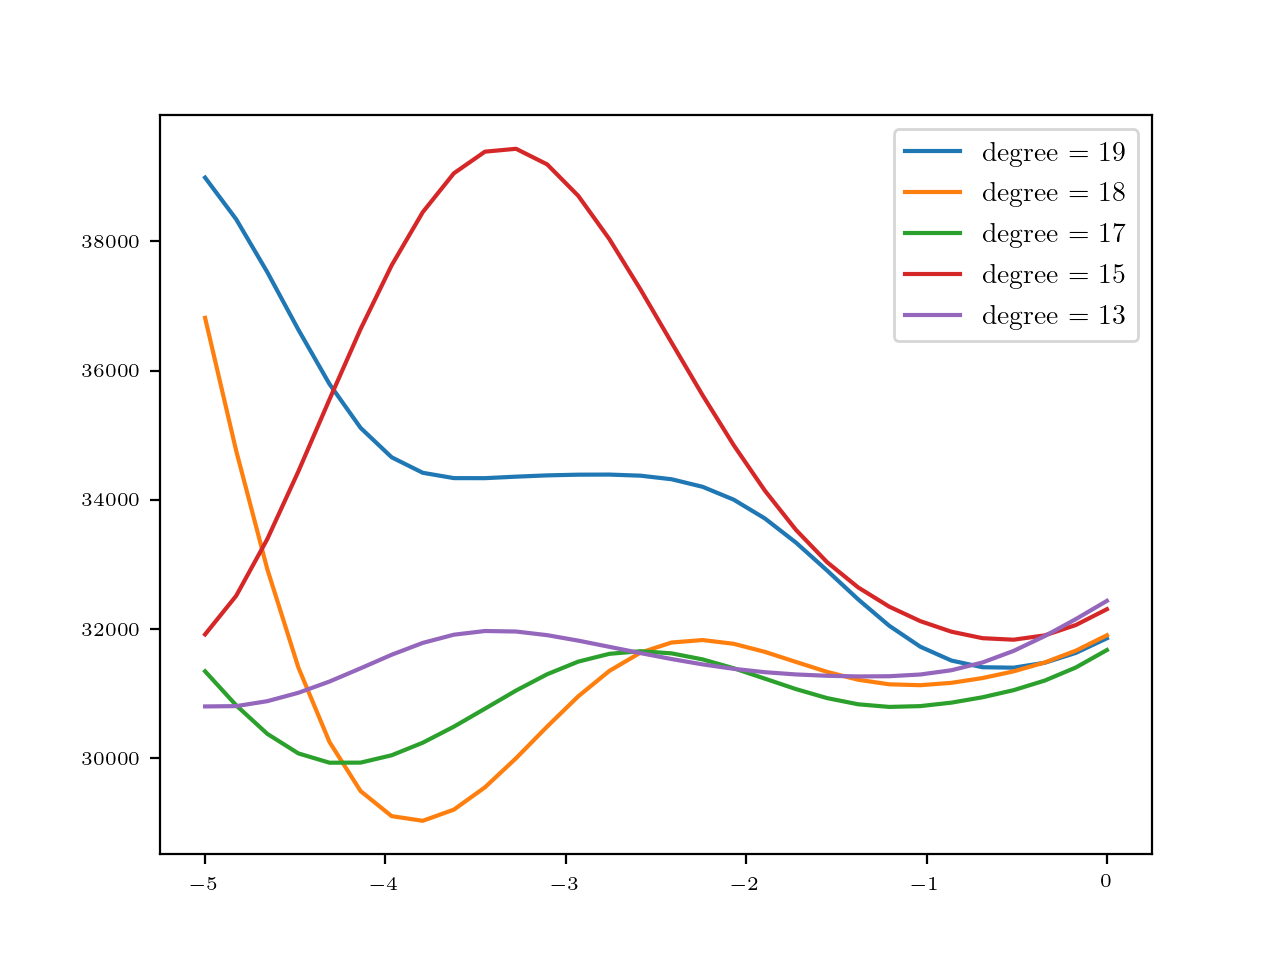 degree = 19
degree = 18
degree = 17
degree = 15
degree = 13
38000
36000
34000
32000
30000
−5 −4 −3 −2 −1 0